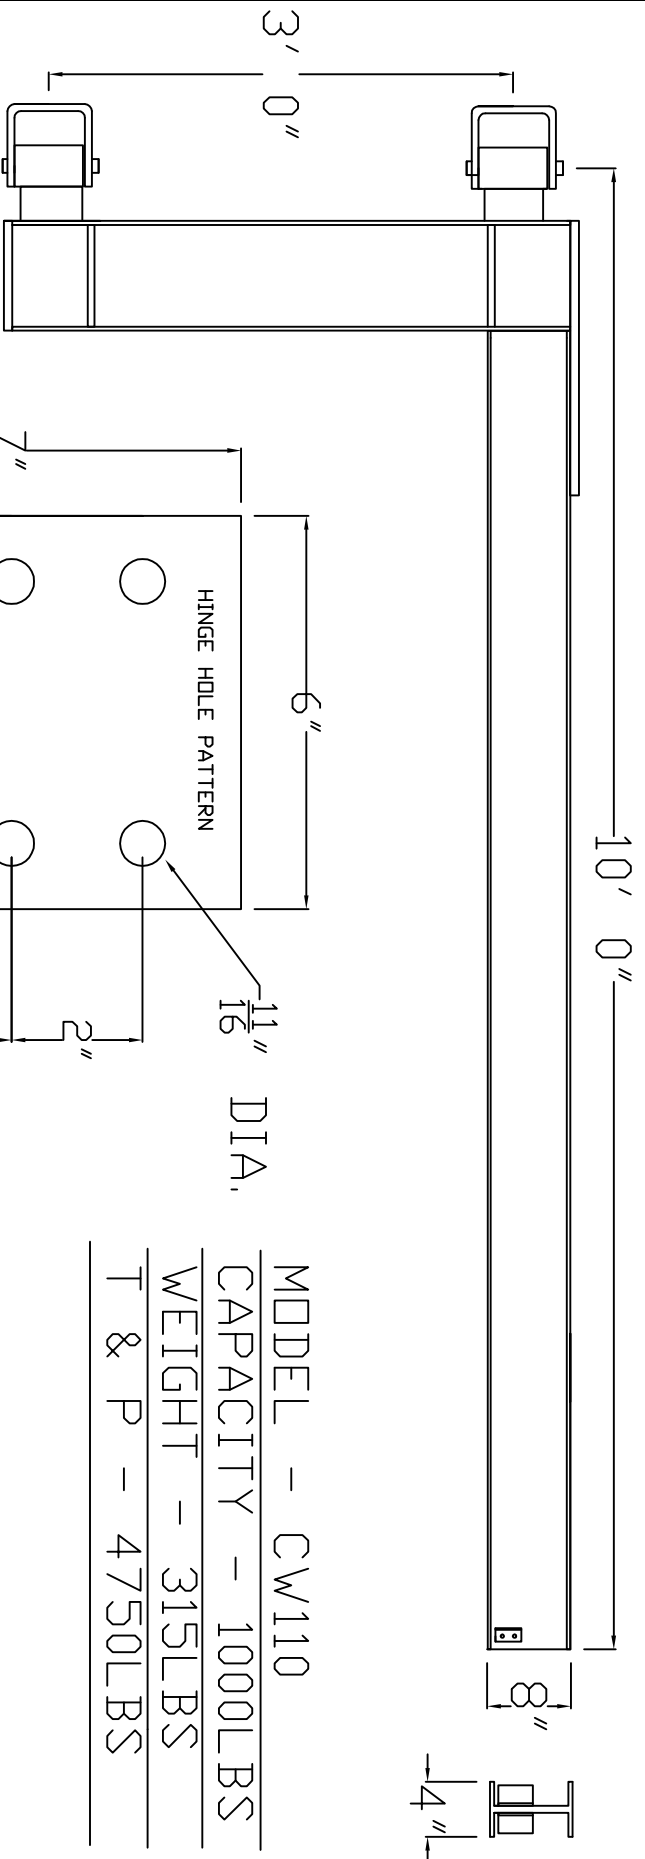 3' 0"
10' 0"
8"
4"
7"
6"
HINGE HOLE PATTERN
11/16" DIA.
2"
MODEL - CW110
CAPACITY - 1000LBS
WEIGHT - 315LBS
T & P - 4750LBS